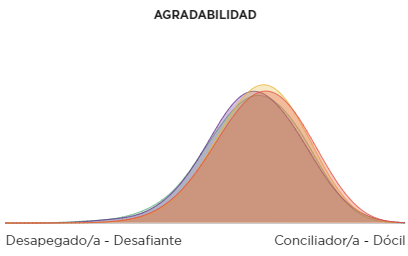 AGRADABILIDAD
Desapegado/a - Desafiante
Conciliador/a - Dócil